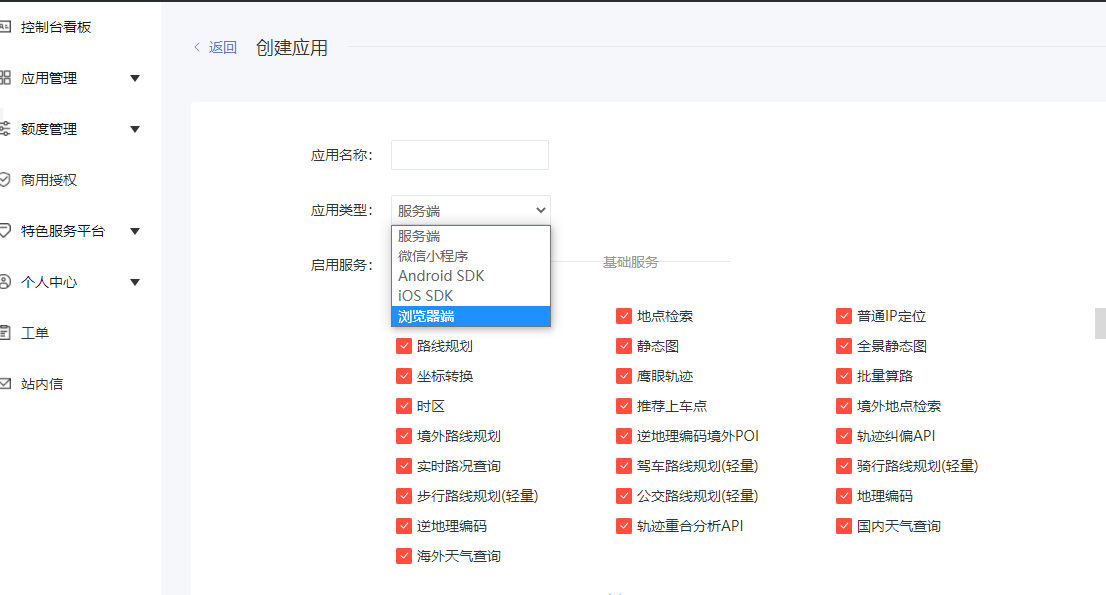 控制台看板
应用管理
额度管理
商用授权
特色服务平台
个人中心
工单
站内信
返回 创建应用
应用名称：
应用类型： 服务端
服务端
微信小程序
Android SDK
iOS SDK
浏览器端
启用服务： 基础服务
地点检索 普通IP定位
路线规划 静态图 全景静态图
坐标转换 鹰眼轨迹 批量算路
时区 推荐上车点 境外地点检索
境外路线规划 逆地理编码境外POI 轨迹纠偏API
实时路况查询 驾车路线规划(轻量) 骑行路线规划(轻量)
步行路线规划(轻量) 公交路线规划(轻量) 地理编码
逆地理编码 轨迹重合分析API 国内天气查询
海外天气查询